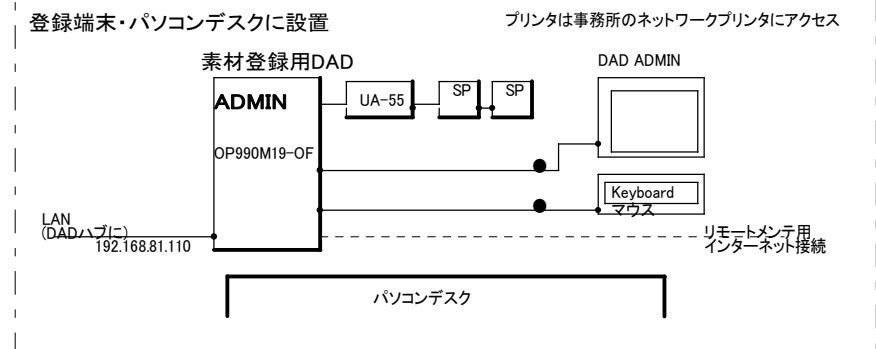 登録端末・パソコンデスクに設置
プリンタは事務所のネットワークプリンタにアクセス
素材登録用DAD
DAD ADMIN
ADMIN
UA-55
SP
SP
OP990M19-OF
Keyboard
マウス
LAN
(DADハブに)
192.168.81.110
リモートメンテ用
インターネット接続
パソコンデスク